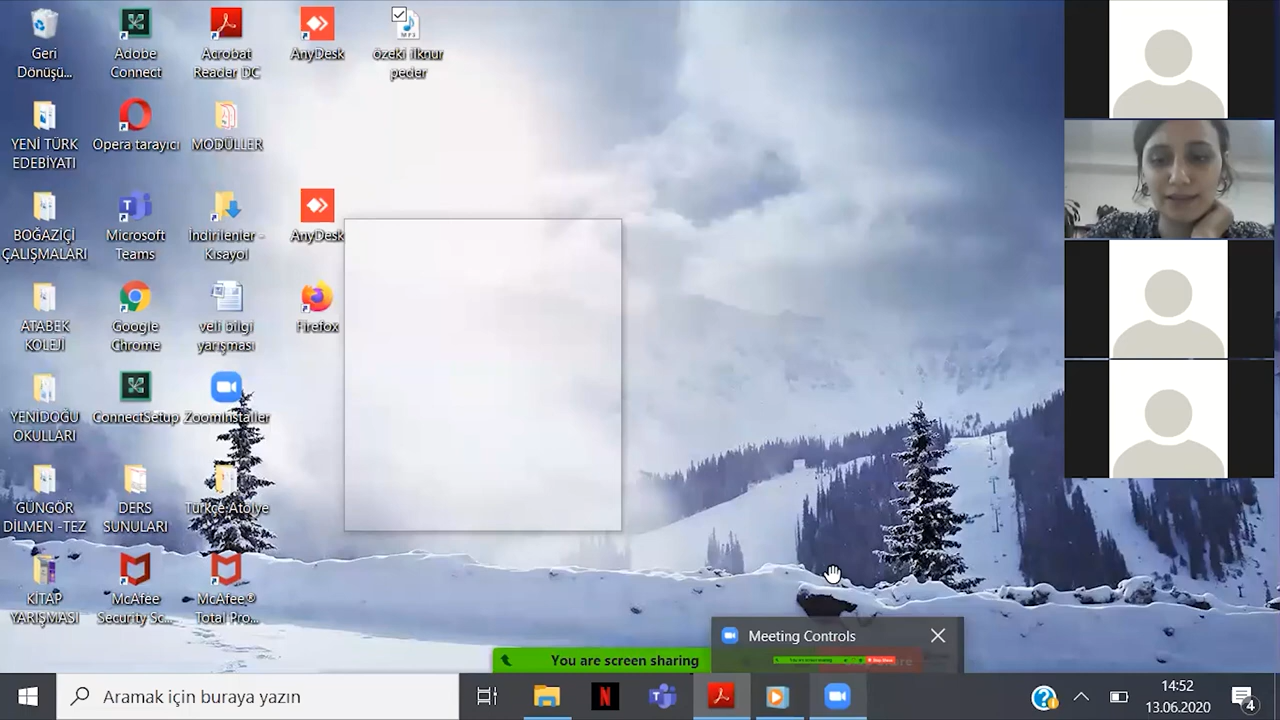 Geri
Dönüşü...
Adobe
Connect
Acrobat
Reader DC
AnyDesk
MP3
özeki ilknur
peder
YENİ TÜRK
EDEBİYATI
Opera tarayıcı
MODÜLLER
BOĞAZİÇİ
ÇALIŞMALARI
Microsoft
Teams
İndirilenler -
Kısayol
AnyDesk
ATABEK
KOLEJİ
Google
Chrome
veli bilgi
yarışması
Firefox
YENİDOĞU
OKULLARI
ConnectSetup
ZoomInstaller
GÜNGÖR
DİLMEN -TEZ
DERS
SUNULARI
Türkçe Atölye
KİTAP
YARIŞMASI
McAfee
Security Sc...
McAfee®
Total Pro...
Meeting Controls
You are screen sharing
Aramak için buraya yazın
14:52
13.06.2020
4